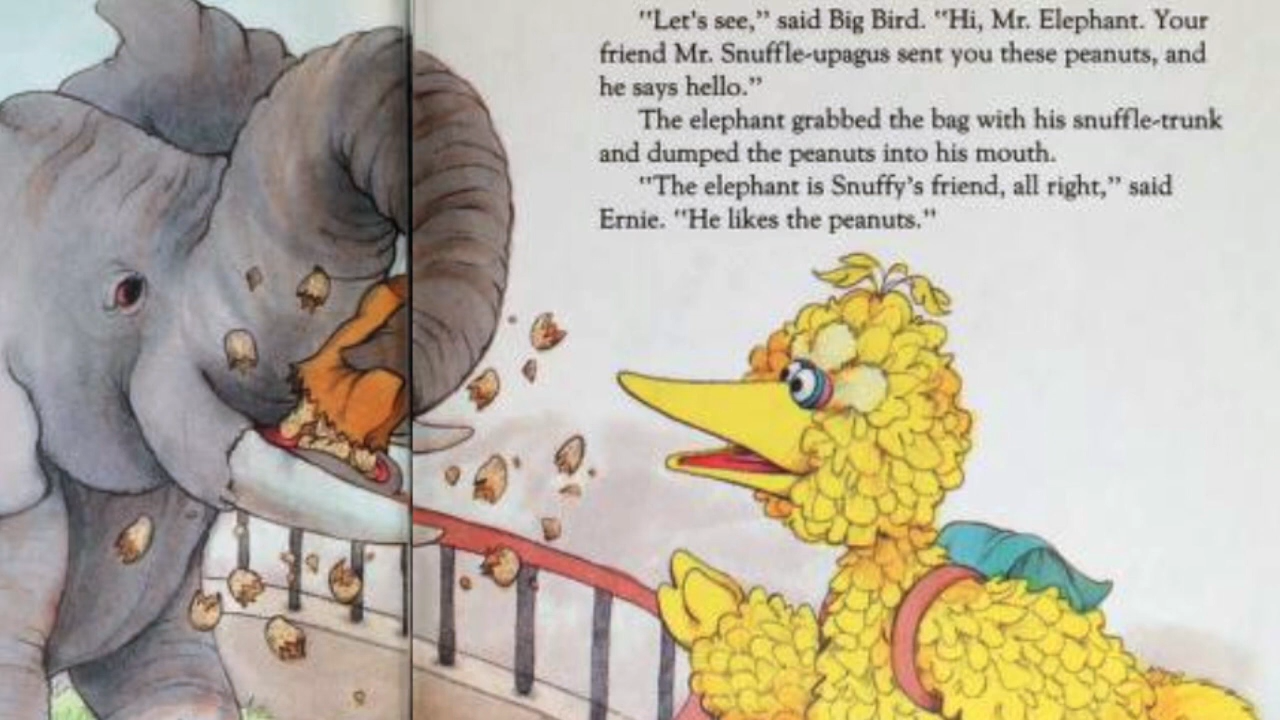 "Let's see," said Big Bird. "Hi, Mr. Elephant. Your
friend Mr. Snuffle-upagus sent you these peanuts, and
he says hello."
The elephant grabbed the bag with his snuffle-trunk
and dumped the peanuts into his mouth.
"The elephant is Snuffy's friend, all right," said
Ernie. "He likes the peanuts."